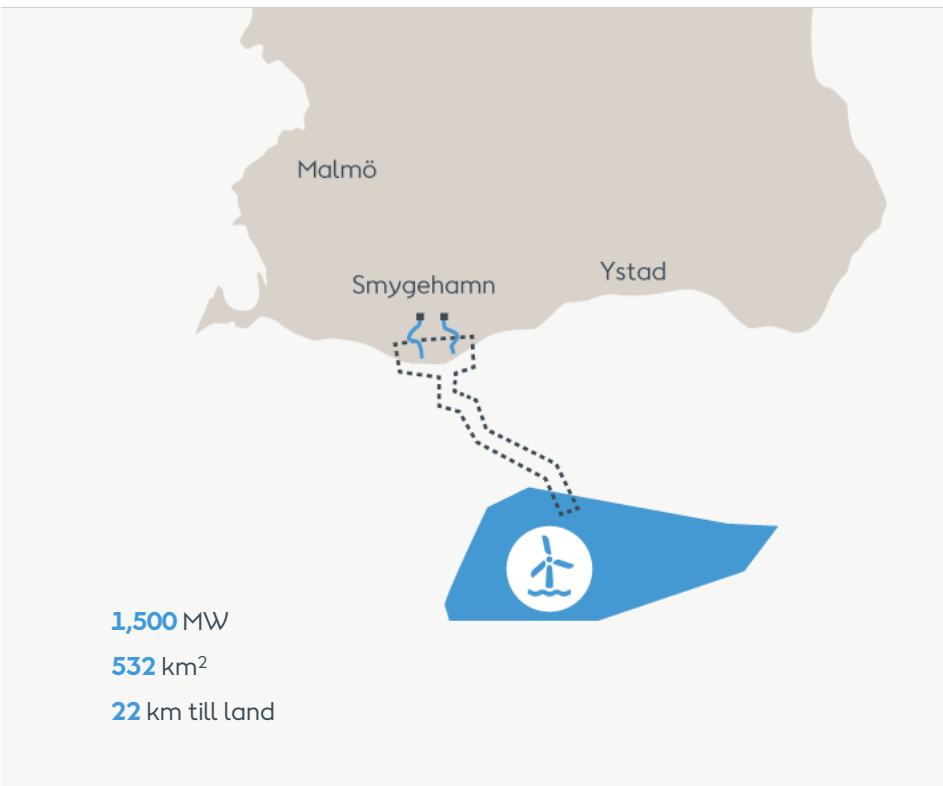 Malmö
Ystad
Smygehamn
1,500 MW
532 km²
22 km till land